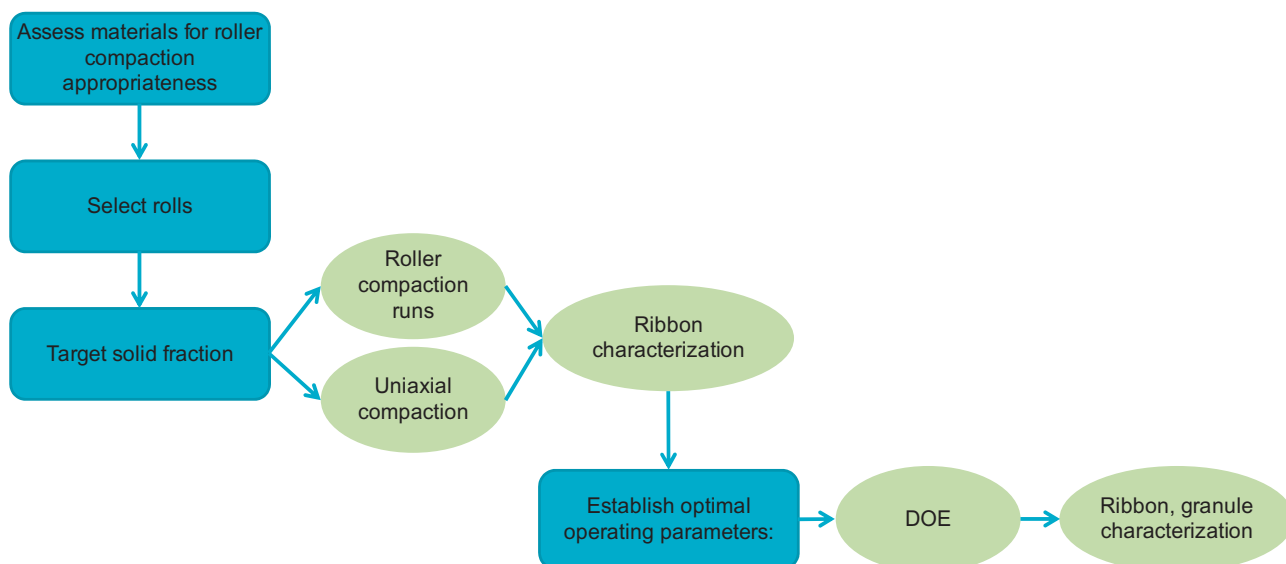 Assess materials for roller
compaction
appropriateness
Select rolls
Target solid fraction
Roller
compaction
runs
Uniaxial
compaction
Ribbon
characterization
Establish optimal
operating parameters:
DOE
Ribbon, granule
characterization